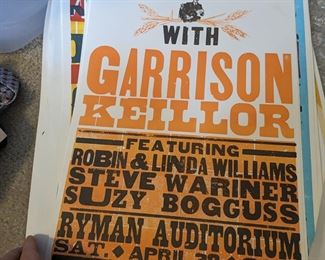 WITH
GARRISON
KEILLOR
FEATURING
ROBIN & LINDA WILLIAMS
STEVE WARINER
SUZY BOGGUSS
RYMAN AUDITORIUM
SAT. ◆ APRIL